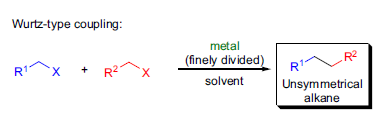 Wurtz-type coupling:
R1 X + R2 X
metal
(finely divided)
solvent
R1 R2
Unsymmetrical
alkane